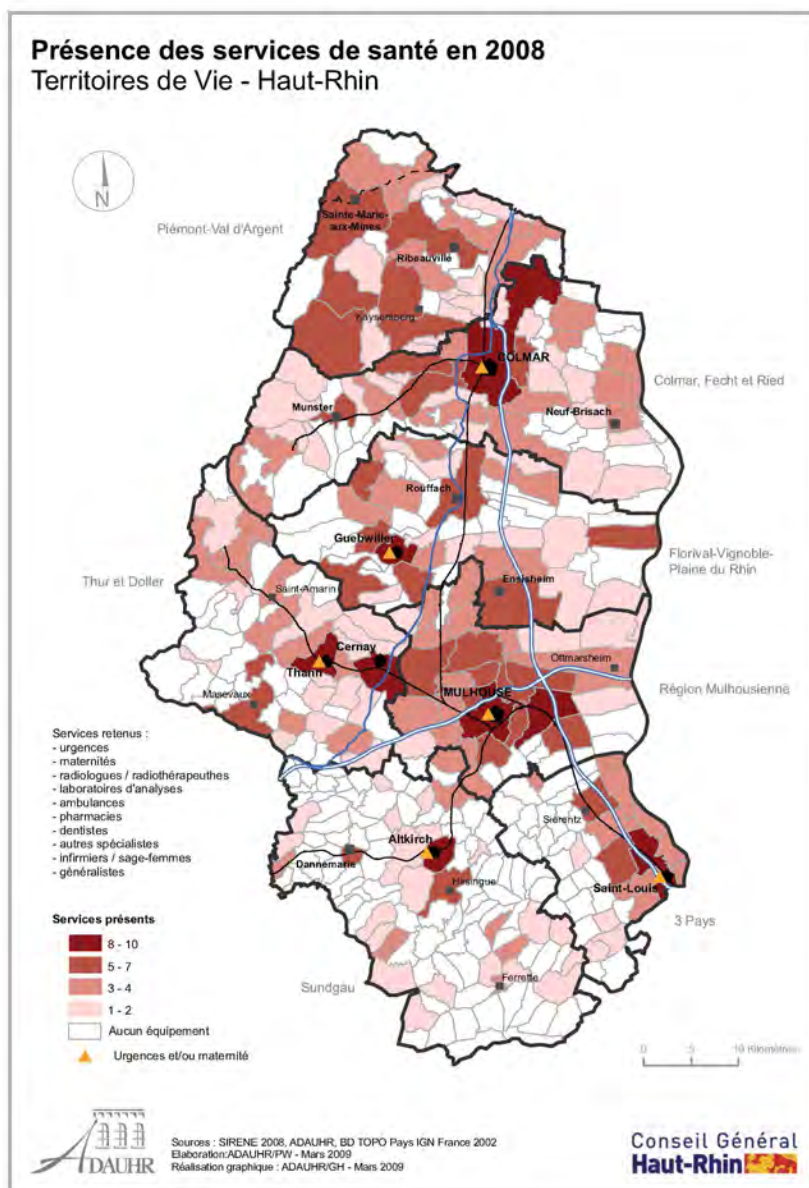 Présence des services de santé en 2008
Territoires de Vie - Haut-Rhin
N
Piémont-Val d'Argent
Sainte-Marie-
aux-Mines
Ribeauvillé
Kaysersberg
COLMAR
Colmar, Fecht et Ried
Munster
Neuf-Brisach
Rouffach
Guebwiller
Florival-Vignoble-
Plaine du Rhin
Thur et Doller
Saint-Amarin
Ensisheim
Cernay
Thann
Ottmarsheim
Région Mulhousienne
Masevaux
MULHOUSE
Services retenus :
- urgences
- maternités
- radiologues / radiothérapeuthes
- laboratoires d'analyses
- ambulances
- pharmacies
- dentistes
- autres spécialistes
- infirmiers / sage-femmes
- généralistes
Sierentz
Altkirch
Dannemarie
Hirsingue
Saint-Louis
3 Pays
Sundgau
Ferrette
Services présents
8 - 10
5 - 7
3 - 4
1 - 2
Aucun équipement
Urgences et/ou maternité
0 5 10 Kilomètres
ADAUHR
Sources : SIRENE 2008, ADAUHR, BD TOPO Pays IGN France 2002
Elaboration:ADAUHR/PW - Mars 2009
Réalisation graphique : ADAUHR/GH - Mars 2009
Conseil Général
Haut-Rhin